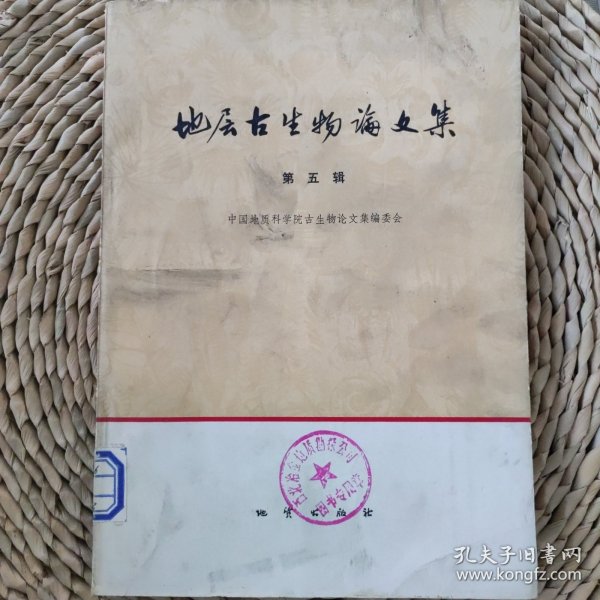 地层古生物论文集
第五辑
中国地质科学院古生物论文集编委会
地质出版社
孔夫子旧书网
www.kongfz.com